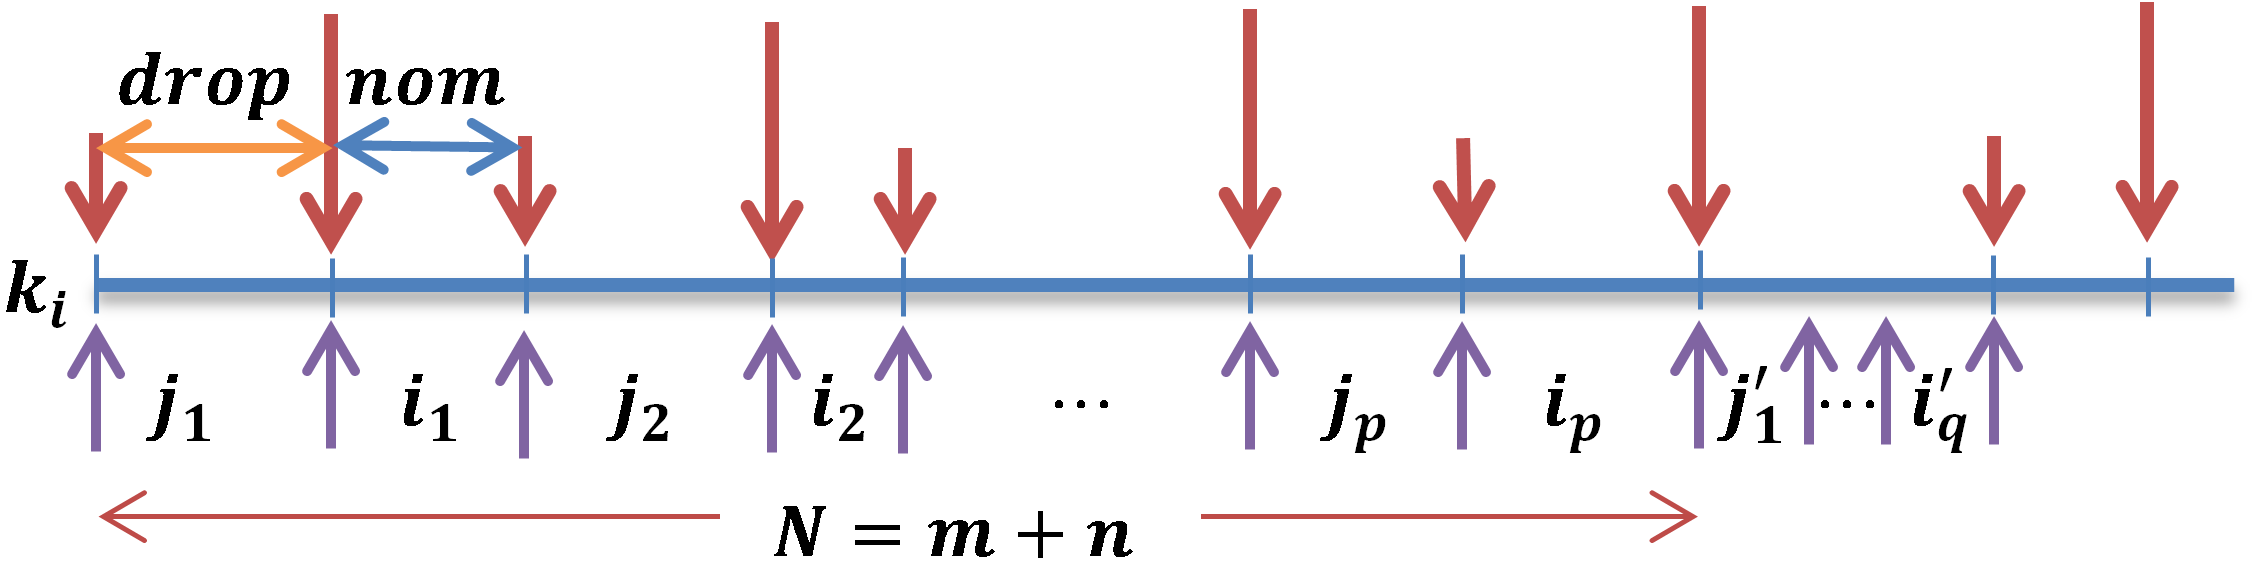 drop nom
k_i
j_1 i_1 j_2 i_2 ... j_p i_p j'_1 ... i'_q
N = m + n